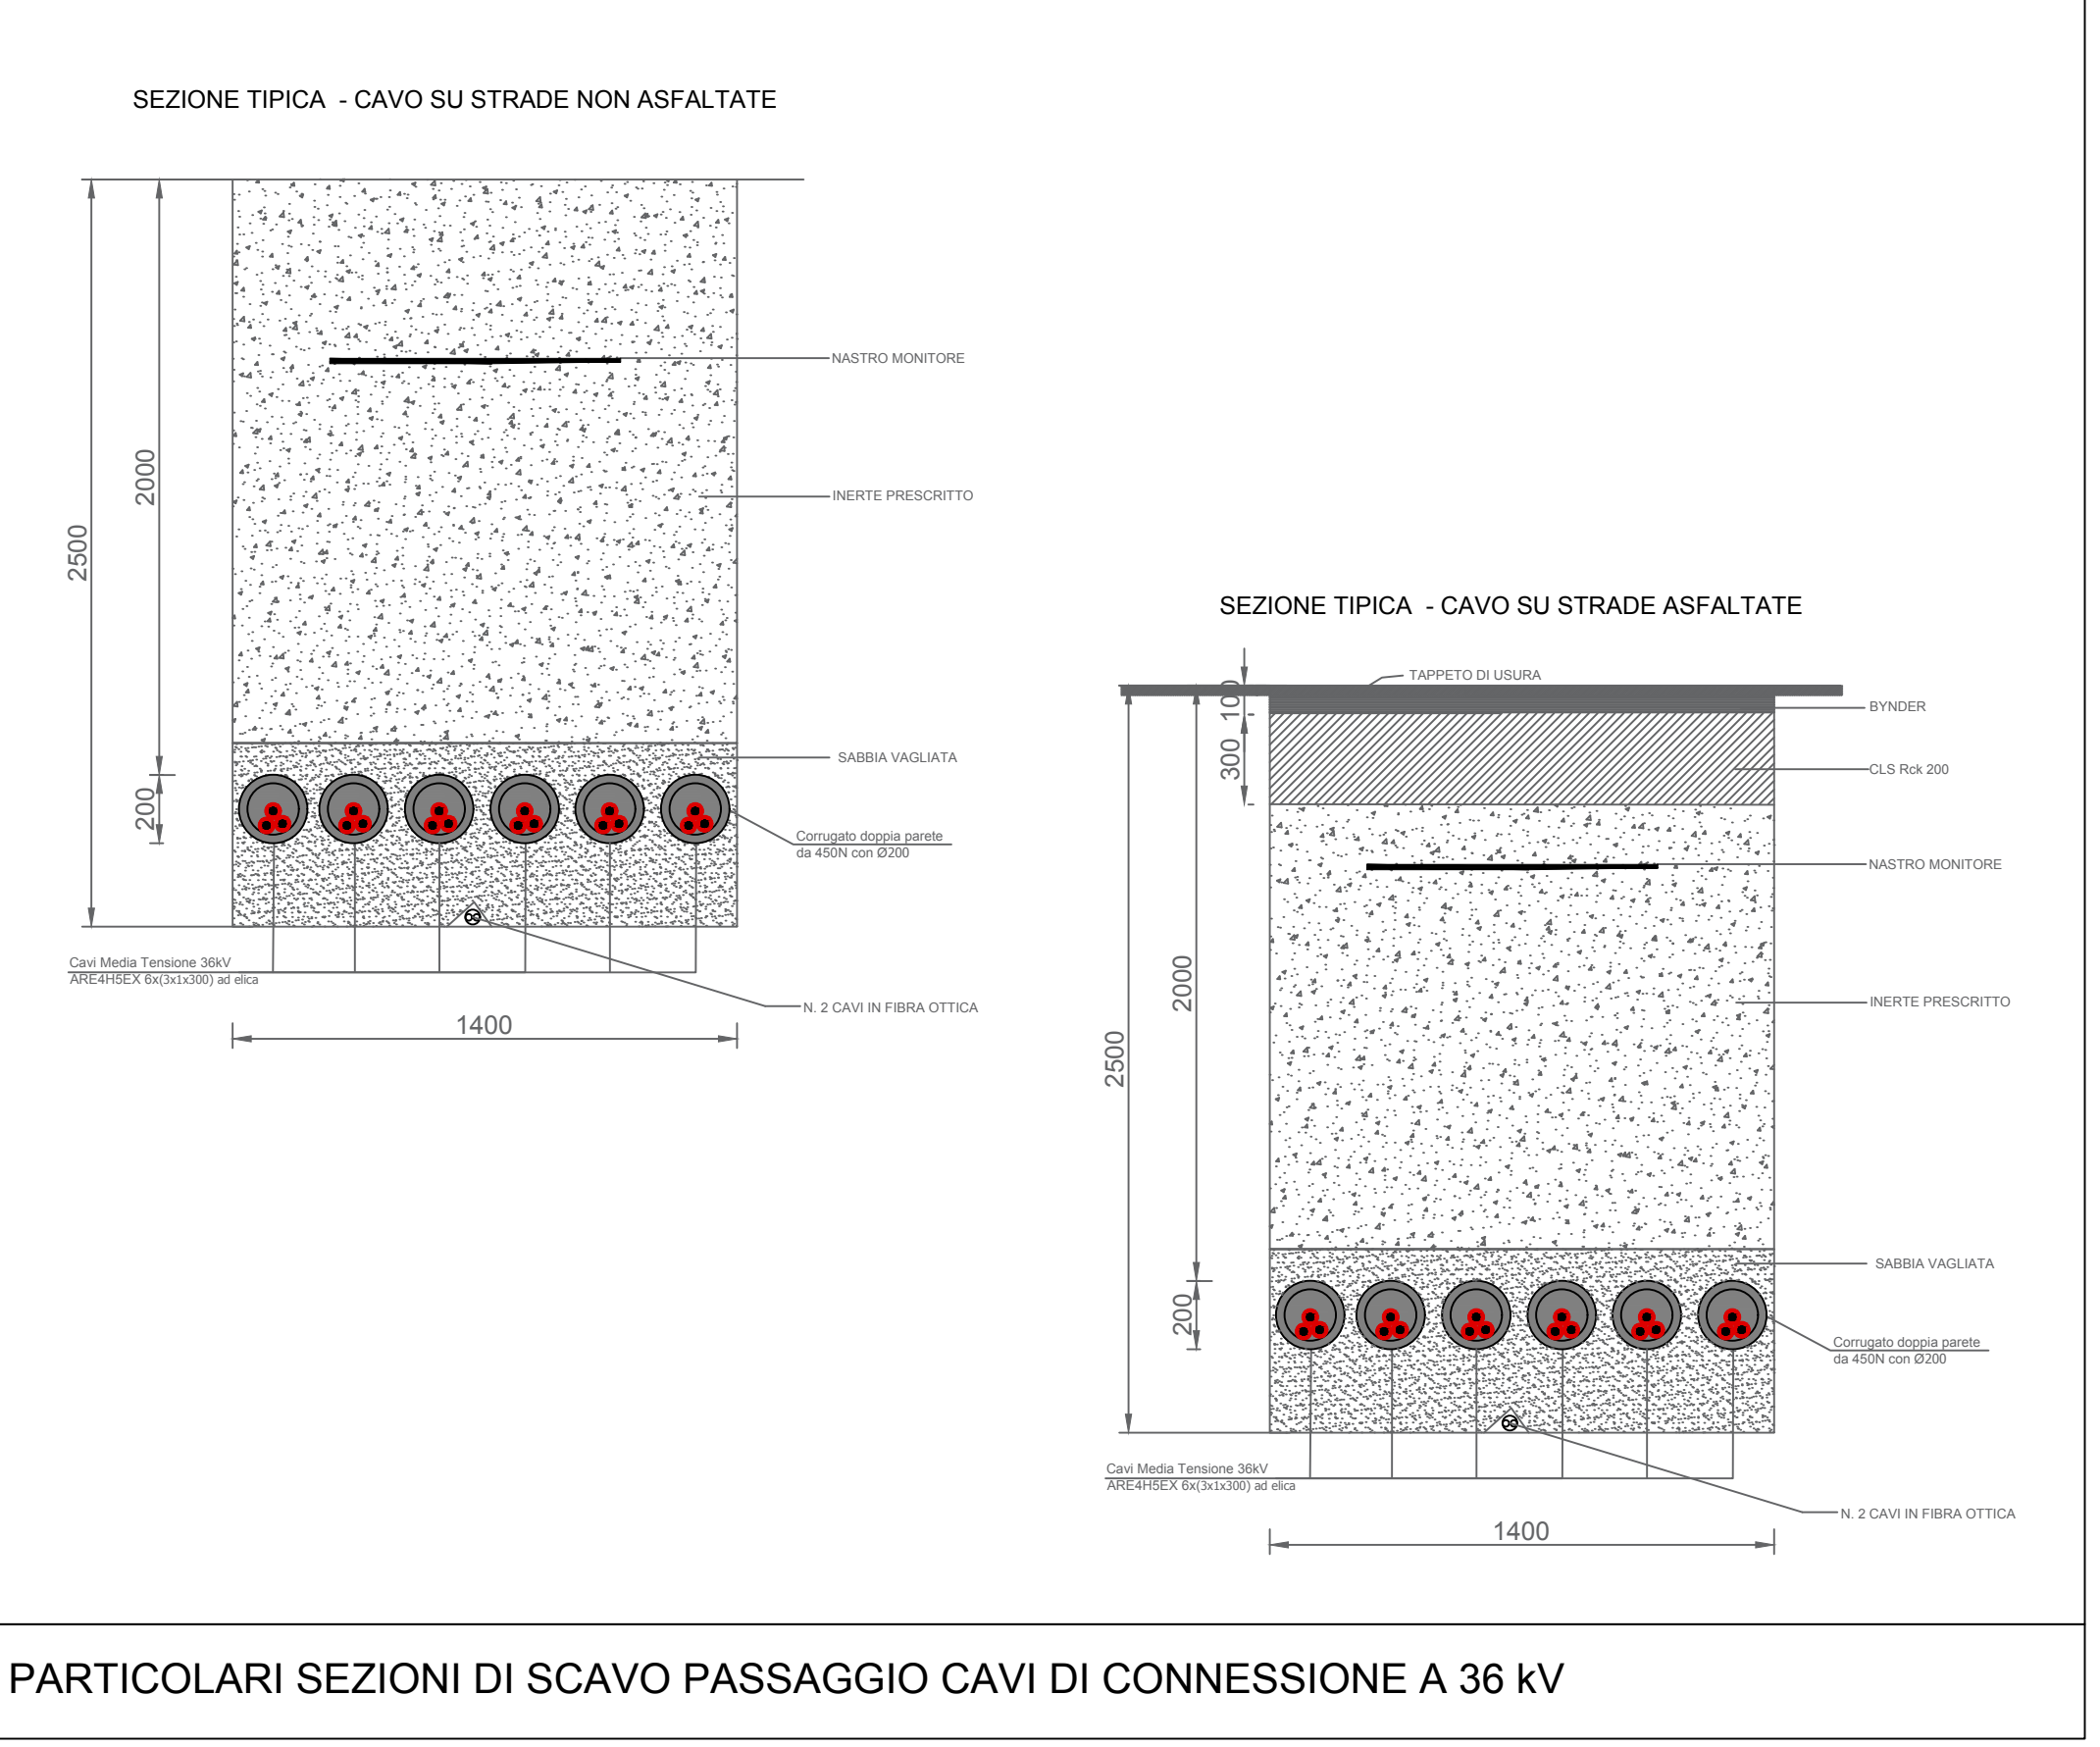 SEZIONE TIPICA - CAVO SU STRADE NON ASFALTATE
NASTRO MONITORE
2000
INERTE PRESCRITTO
2500
SABBIA VAGLIATA
200
Corrugato doppia parete
da 450N con Ø200
Cavi Media Tensione 36kV
ARE4H5EX 6x(3x1x300) ad elica
N. 2 CAVI IN FIBRA OTTICA
1400
SEZIONE TIPICA - CAVO SU STRADE ASFALTATE
TAPPETO DI USURA
100
BYNDER
300
CLS Rck 200
NASTRO MONITORE
2000
INERTE PRESCRITTO
2500
SABBIA VAGLIATA
200
Corrugato doppia parete
da 450N con Ø200
Cavi Media Tensione 36kV
ARE4H5EX 6x(3x1x300) ad elica
N. 2 CAVI IN FIBRA OTTICA
1400
PARTICOLARI SEZIONI DI SCAVO PASSAGGIO CAVI DI CONNESSIONE A 36 kV